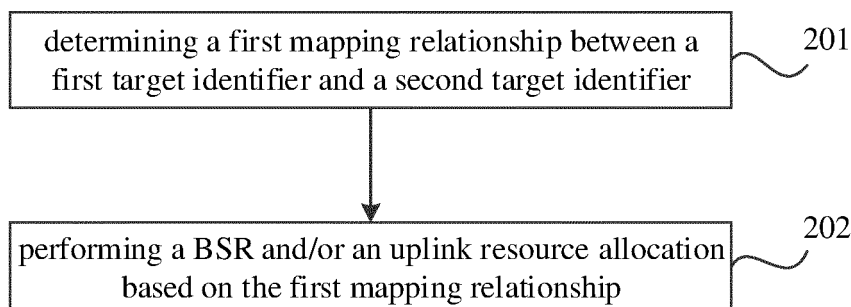 determining a first mapping relationship between a
first target identifier and a second target identifier
201
performing a BSR and/or an uplink resource allocation
based on the first mapping relationship
202